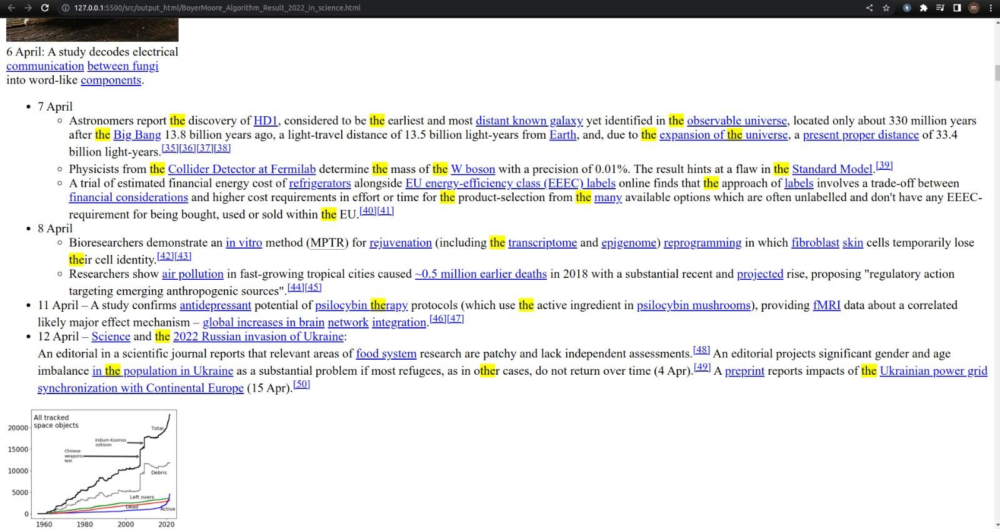 127.0.0.1:5500/src/output_html/BoyerMoore_Algorithm_Result_2022_in_science.html
m
6 April: A study decodes electrical
communication between fungi
into word-like components.
• 7 April
◦ Astronomers report the discovery of HD1, considered to be the earliest and most distant known galaxy yet identified in the observable universe, located only about 330 million years
after the Big Bang 13.8 billion years ago, a light-travel distance of 13.5 billion light-years from Earth, and, due to the expansion of the universe, a present proper distance of 33.4
billion light-years.[35][36][37][38]
◦ Physicists from the Collider Detector at Fermilab determine the mass of the W boson with a precision of 0.01%. The result hints at a flaw in the Standard Model.[39]
◦ A trial of estimated financial energy cost of refrigerators alongside EU energy-efficiency class (EEEC) labels online finds that the approach of labels involves a trade-off between
financial considerations and higher cost requirements in effort or time for the product-selection from the many available options which are often unlabelled and don't have any EEEC-
requirement for being bought, used or sold within the EU.[40][41]
• 8 April
◦ Bioresearchers demonstrate an in vitro method (MPTR) for rejuvenation (including the transcriptome and epigenome) reprogramming in which fibroblast skin cells temporarily lose
their cell identity.[42][43]
◦ Researchers show air pollution in fast-growing tropical cities caused ~0.5 million earlier deaths in 2018 with a substantial recent and projected rise, proposing "regulatory action
targeting emerging anthropogenic sources".[44][45]
• 11 April – A study confirms antidepressant potential of psilocybin therapy protocols (which use the active ingredient in psilocybin mushrooms), providing fMRI data about a correlated
likely major effect mechanism – global increases in brain network integration.[46][47]
• 12 April – Science and the 2022 Russian invasion of Ukraine:
An editorial in a scientific journal reports that relevant areas of food system research are patchy and lack independent assessments.[48] An editorial projects significant gender and age
imbalance in the population in Ukraine as a substantial problem if most refugees, as in other cases, do not return over time (4 Apr).[49] A preprint reports impacts of the Ukrainian power grid
synchronization with Continental Europe (15 Apr).[50]
All tracked
space objects
20000
Total
Iridium-Kosmos
collision
15000
Chinese
weapons
test
10000
Debris
5000
Left overs
Dead
Active
0
1960 1980 2000 2020